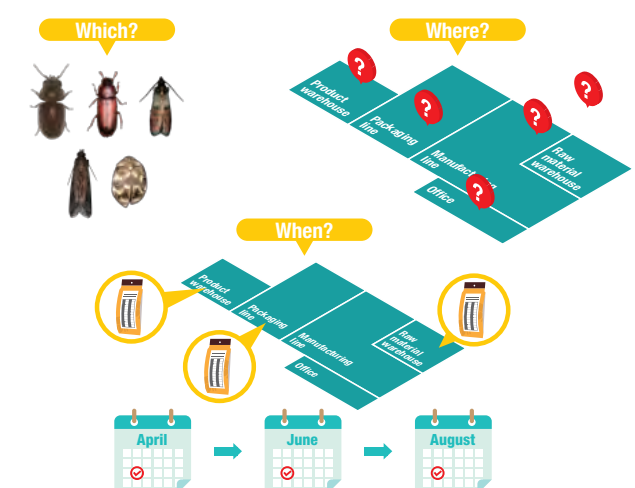 Which?
Where?
?
?
?
?
?
Product
warehouse
Packaging
line
Manufacturing
line
Raw
material
warehouse
Office
When?
Product
warehouse
Packaging
line
Manufacturing
line
Raw
material
warehouse
Office
April
June
August